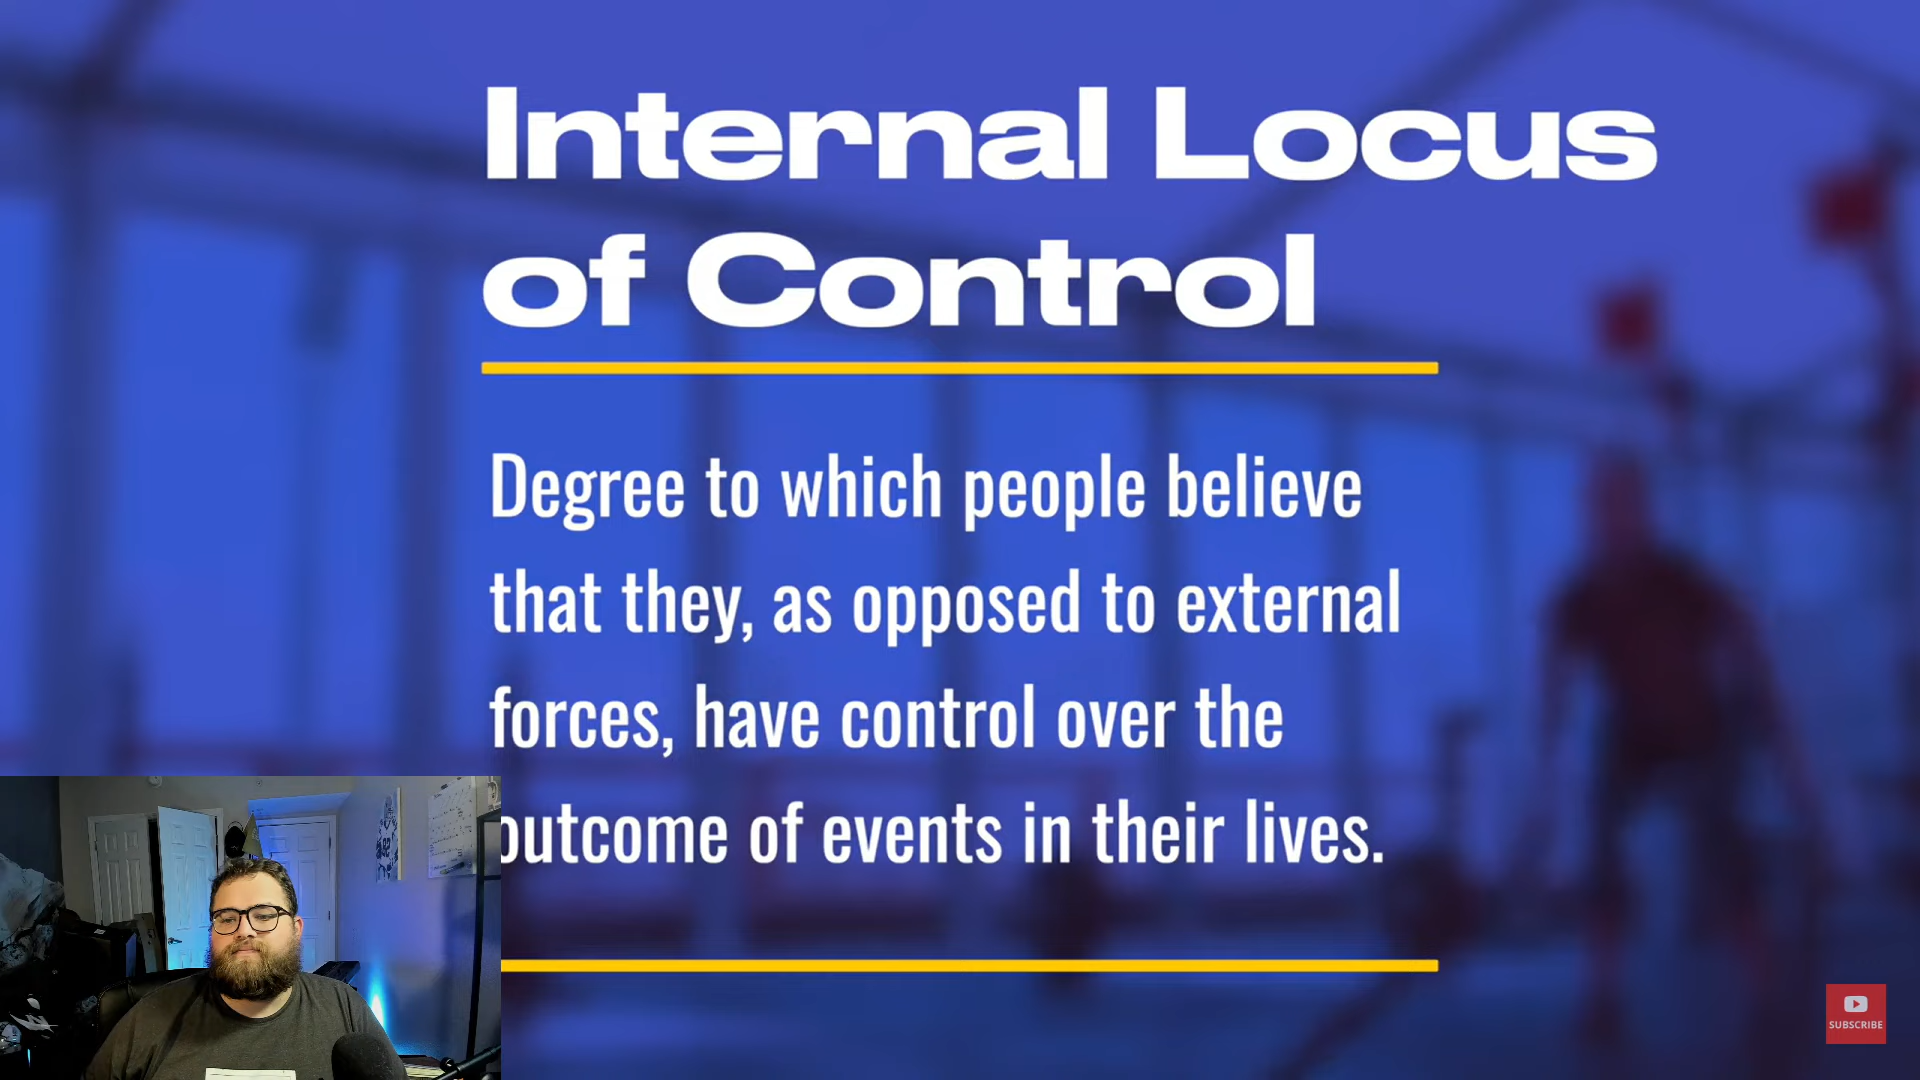 Internal Locus
of Control
Degree to which people believe
that they, as opposed to external
forces, have control over the
outcome of events in their lives.
SUBSCRIBE